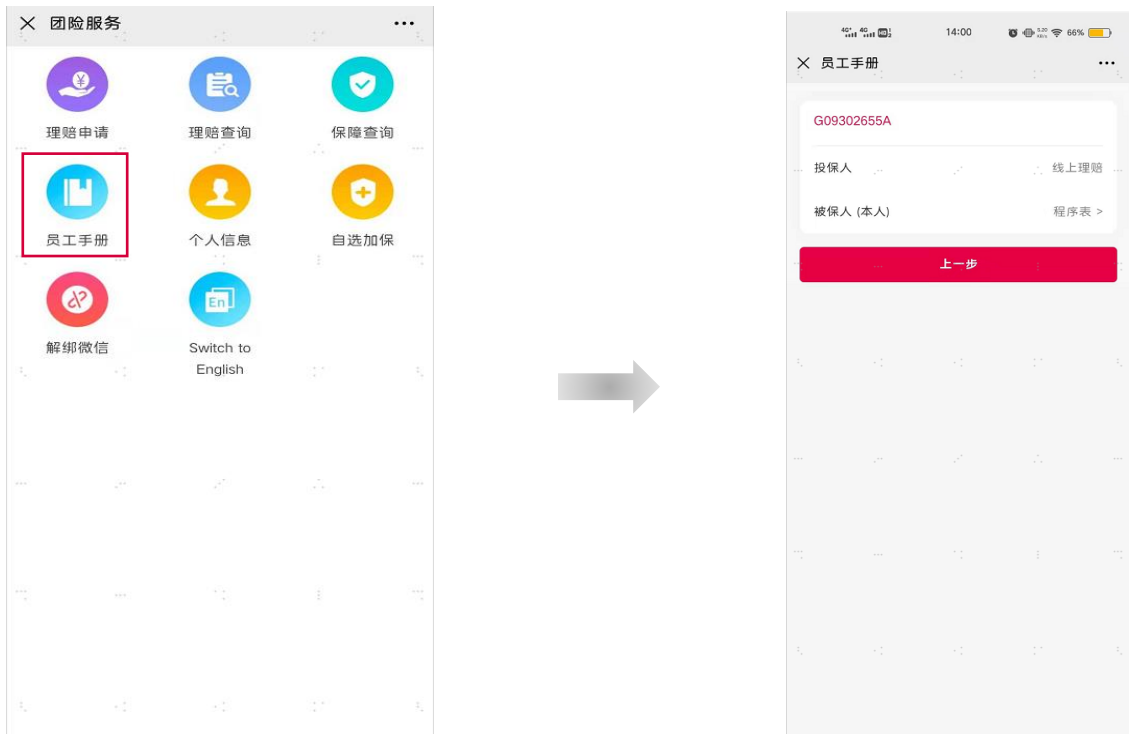 团险服务
理赔申请
理赔查询
保障查询
员工手册
个人信息
自选加保
En
解绑微信
Switch to
English
14:00
66%
员工手册
G09302655A
投保人 线上理赔
被保人 (本人) 程序表 >
上一步